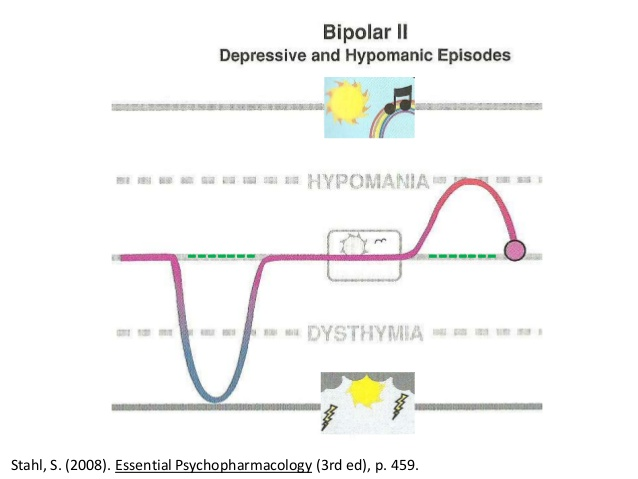 Bipolar II
Depressive and Hypomanic Episodes
HYPOMANIA
DYSTHYMIA
Stahl, S. (2008). Essential Psychopharmacology (3rd ed), p. 459.